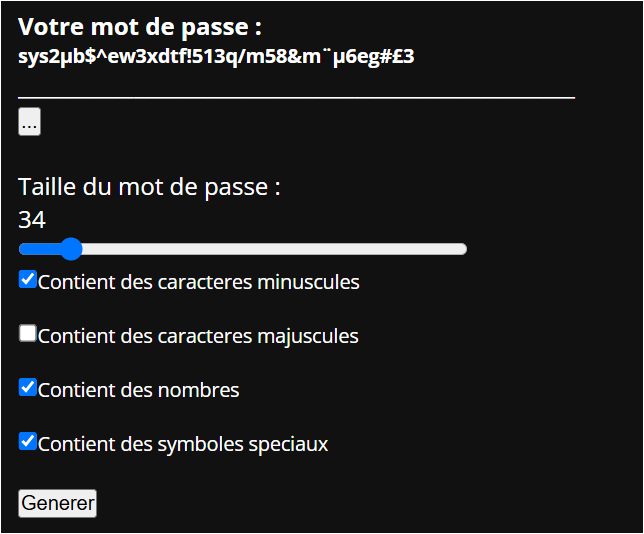 Votre mot de passe :
sys2µb$^ew3xdtf!513q/m58&m¨µ6eg#£3
...
Taille du mot de passe :
34
Contient des caracteres minuscules
Contient des caracteres majuscules
Contient des nombres
Contient des symboles speciaux
Generer